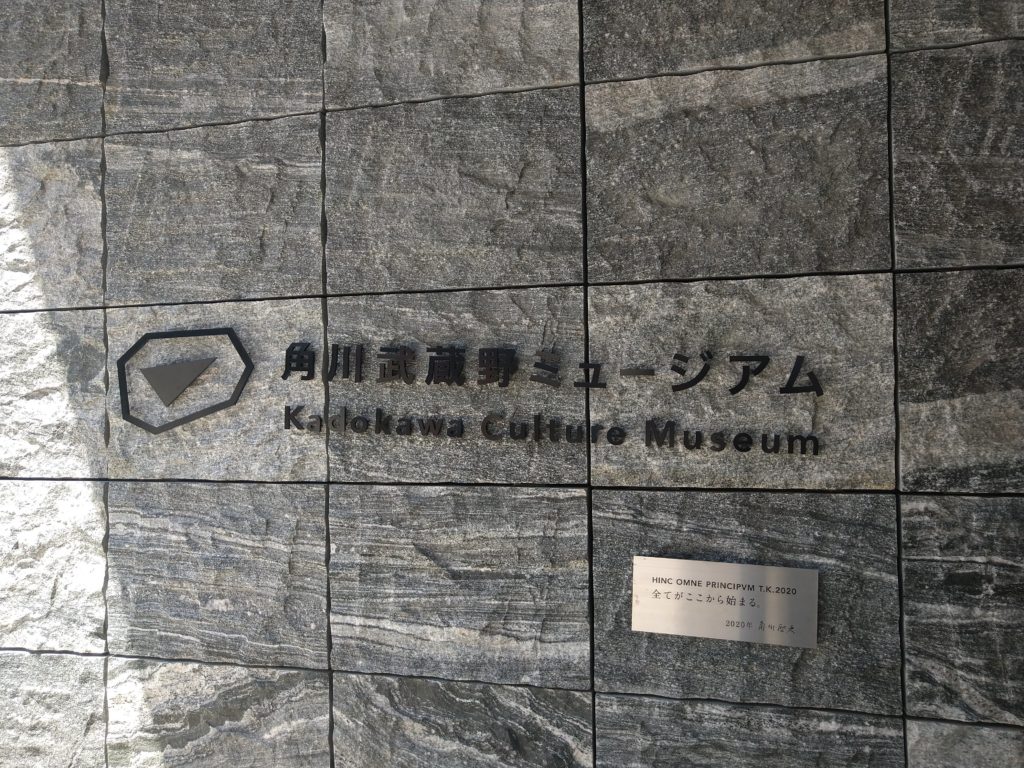 角川武蔵野ミュージアム
Kadokawa Culture Museum
HINC OMNE PRINCIPVM T.K.2020
全てがここから始まる。
2020年 角川歴彦